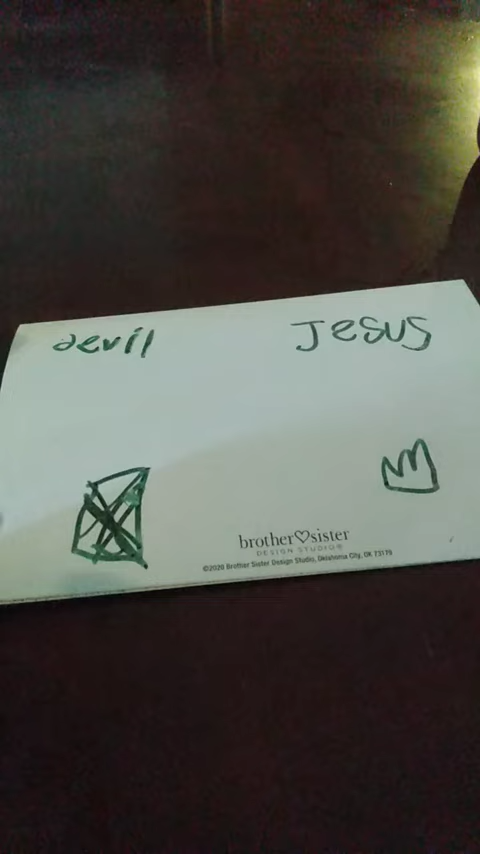 devil
Jesus
brother♡sister
DESIGN STUDIO®
©2020 Brother Sister Design Studio, Oklahoma City, OK 73179